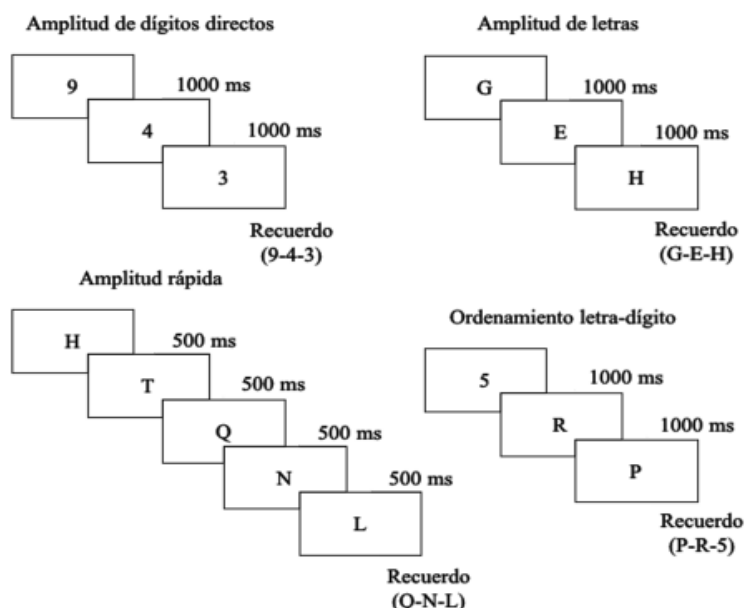 Amplitud de dígitos directos
9
1000 ms
4
1000 ms
3
Recuerdo
(9-4-3)
Amplitud de letras
G
1000 ms
E
1000 ms
H
Recuerdo
(G-E-H)
Amplitud rápida
H
500 ms
T
500 ms
Q
500 ms
N
500 ms
L
Recuerdo
(Q-N-L)
Ordenamiento letra-dígito
5
1000 ms
R
1000 ms
P
Recuerdo
(P-R-5)